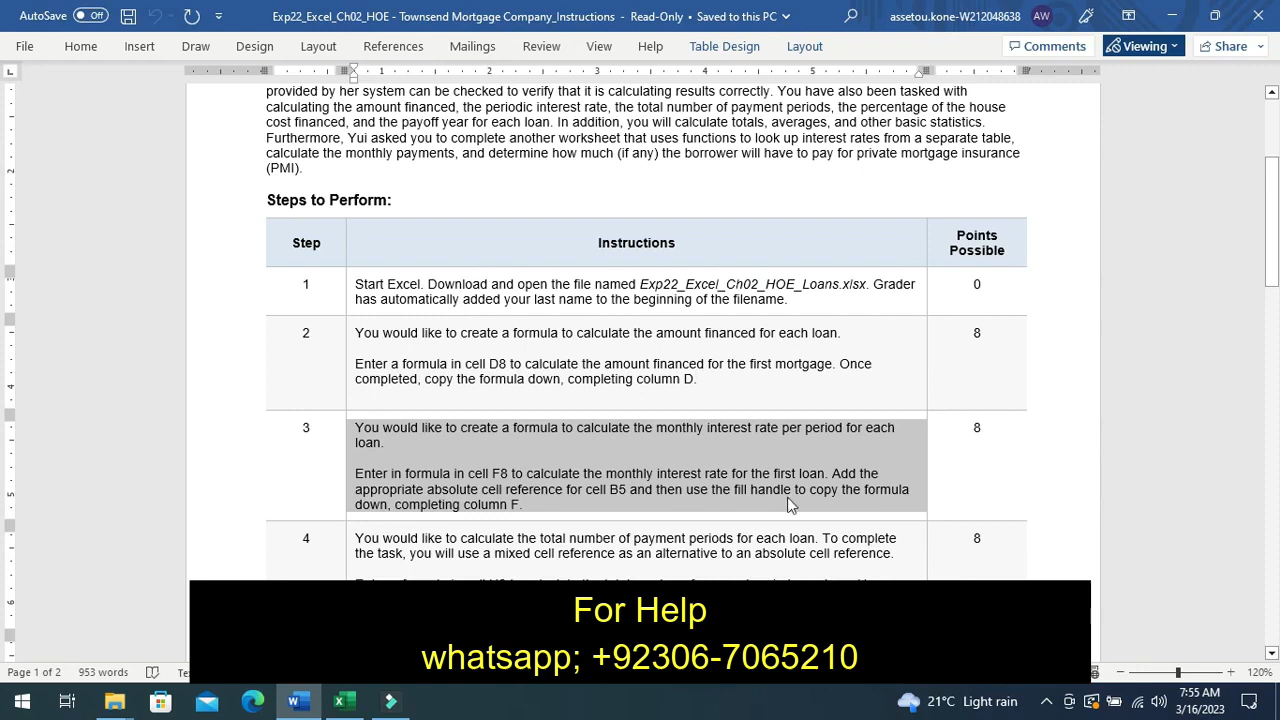 AutoSave Off Exp22_Excel_Ch02_HOE - Townsend Mortgage Company_Instructions - Read-Only • Saved to this PC assetou.kone-W212048638 AW
File Home Insert Draw Design Layout References Mailings Review View Help Table Design Layout Comments Viewing Share
1 2 3 4 5 7
provided by her system can be checked to verify that it is calculating results correctly. You have also been tasked with
calculating the amount financed, the periodic interest rate, the total number of payment periods, the percentage of the house
cost financed, and the payoff year for each loan. In addition, you will calculate totals, averages, and other basic statistics.
Furthermore, Yui asked you to complete another worksheet that uses functions to look up interest rates from a separate table,
calculate the monthly payments, and determine how much (if any) the borrower will have to pay for private mortgage insurance
(PMI).
Steps to Perform:
Step Instructions Points
Possible
1 Start Excel. Download and open the file named Exp22_Excel_Ch02_HOE_Loans.xlsx. Grader 0
has automatically added your last name to the beginning of the filename.
2 You would like to create a formula to calculate the amount financed for each loan. 8
Enter a formula in cell D8 to calculate the amount financed for the first mortgage. Once
completed, copy the formula down, completing column D.
3 You would like to create a formula to calculate the monthly interest rate per period for each 8
loan.
Enter in formula in cell F8 to calculate the monthly interest rate for the first loan. Add the
appropriate absolute cell reference for cell B5 and then use the fill handle to copy the formula
down, completing column F.
4 You would like to calculate the total number of payment periods for each loan. To complete 8
the task, you will use a mixed cell reference as an alternative to an absolute cell reference.
For Help
whatsapp; +92306-7065210
Page 1 of 2 953 words 120%
21°C Light rain 7:55 AM
3/16/2023